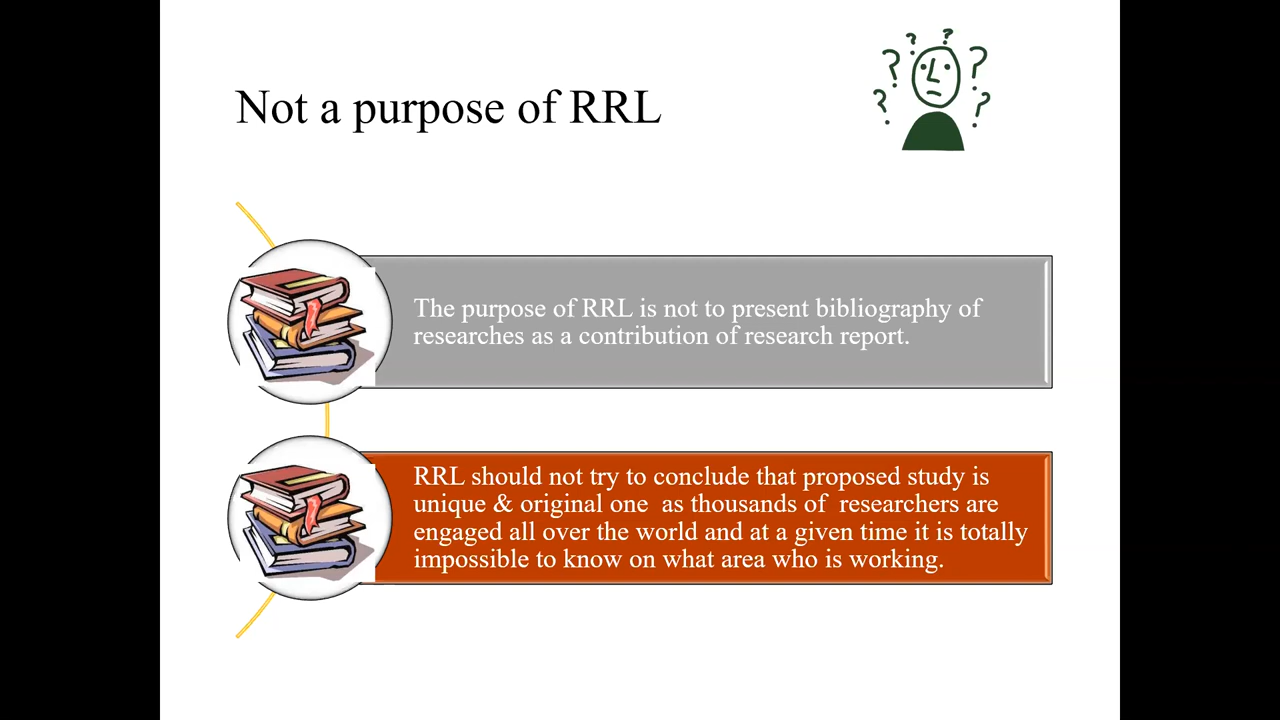 Not a purpose of RRL
The purpose of RRL is not to present bibliography of
researches as a contribution of research report.
RRL should not try to conclude that proposed study is
unique & original one  as thousands of  researchers are
engaged all over the world and at a given time it is totally
impossible to know on what area who is working.